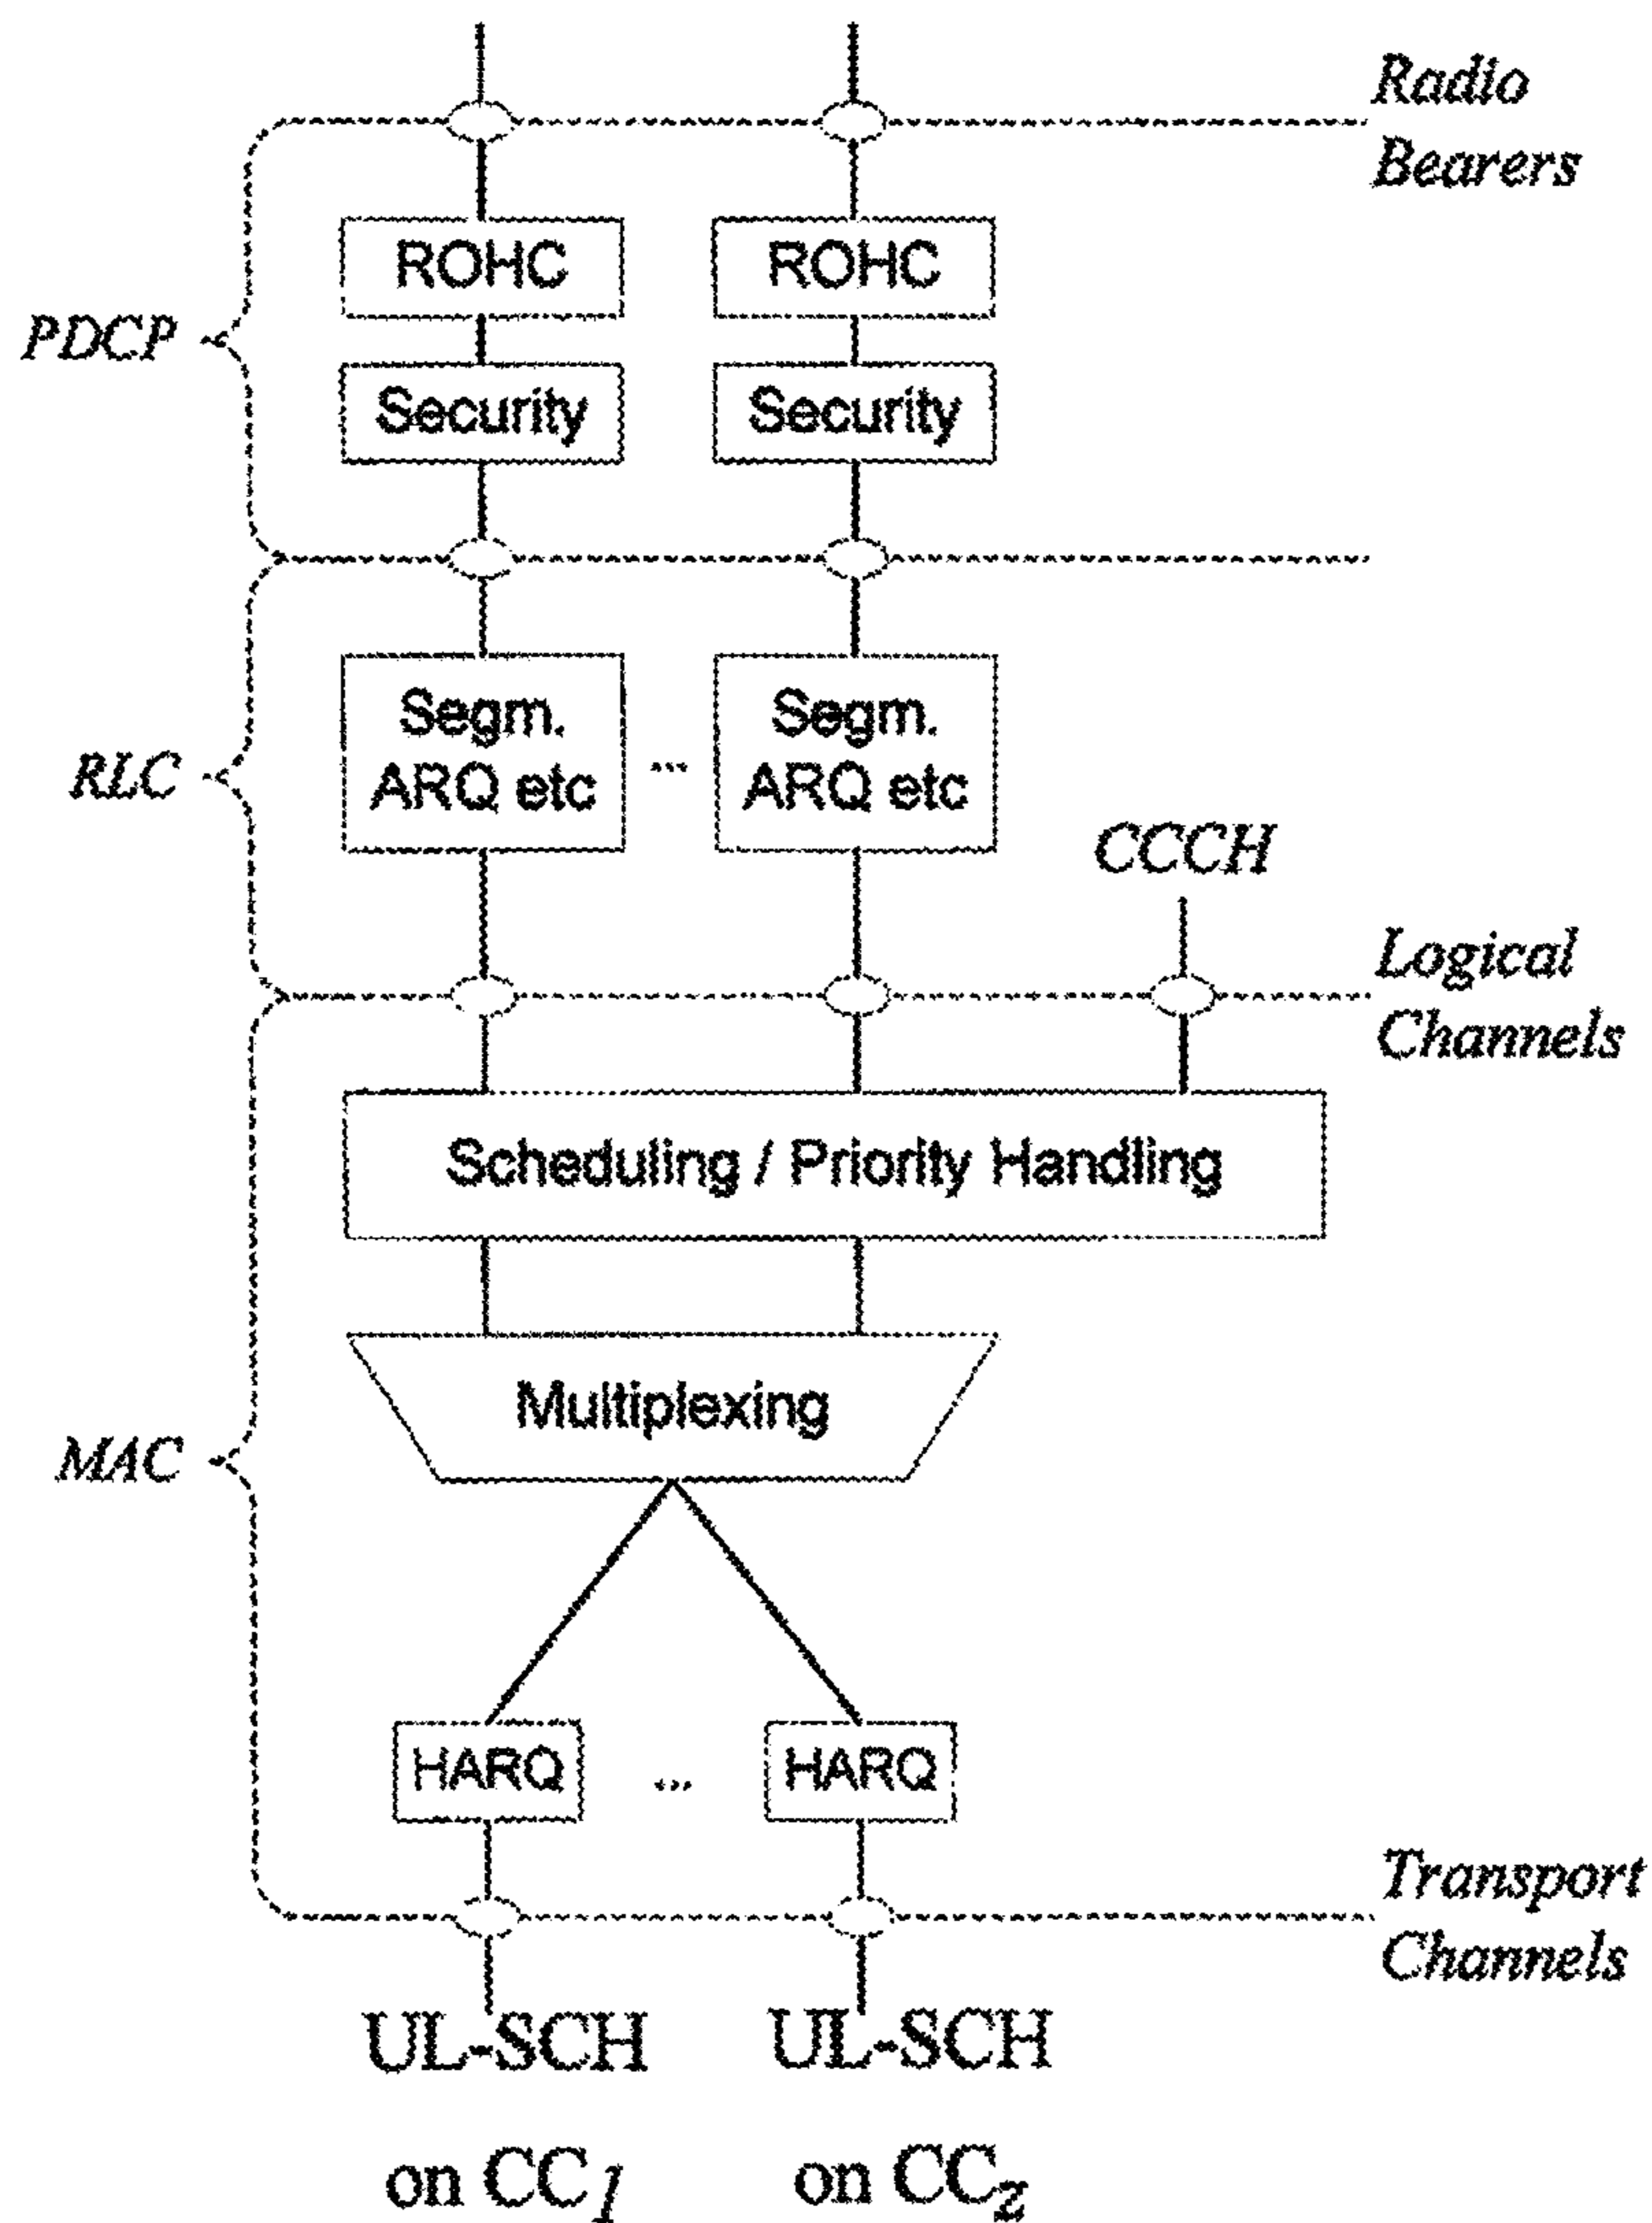 Radio
Bearers
ROHC
ROHC
PDCP
Security
Security
Segm.
ARQ etc
...
Segm.
ARQ etc
RLC
CCCH
Logical
Channels
Scheduling / Priority Handling
Multiplexing
MAC
HARQ
...
HARQ
Transport
Channels
UL-SCH
on CC1
UL-SCH
on CC2